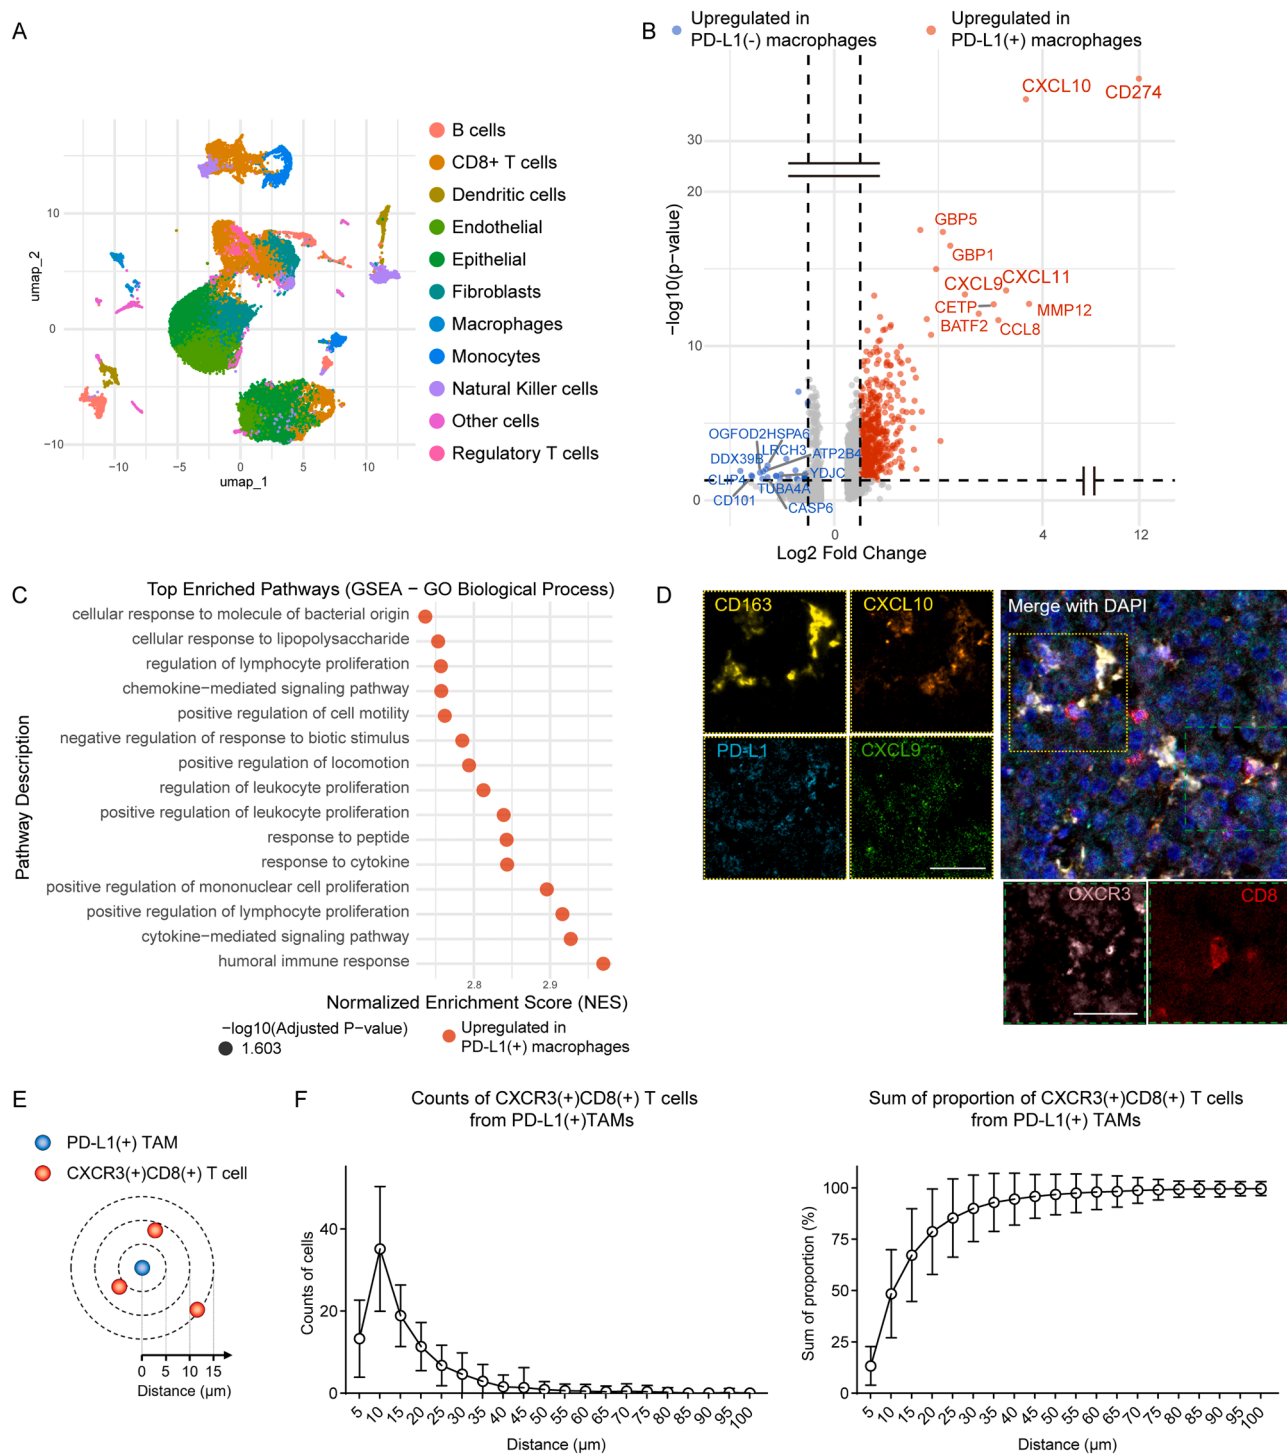 A
umap_2
10
0
−10
−10
−5
0
5
10
umap_1
B cells
CD8+ T cells
Dendritic cells
Endothelial
Epithelial
Fibroblasts
Macrophages
Monocytes
Natural Killer cells
Other cells
Regulatory T cells
B
Upregulated in
PD-L1(-) macrophages
Upregulated in
PD-L1(+) macrophages
−log10(p−value)
30
20
10
0
CXCL10
CD274
GBP5
GBP1
CXCL9
CXCL11
CETP
MMP12
BATF2
CCL8
OGFOD2
HSPA6
LRCH3
DDX39B
ATP2B4
CLIP4
YDJC
TUBA4A
CD101
CASP6
0
4
12
Log2 Fold Change
C
Top Enriched Pathways (GSEA − GO Biological Process)
Pathway Description
cellular response to molecule of bacterial origin
cellular response to lipopolysaccharide
regulation of lymphocyte proliferation
chemokine−mediated signaling pathway
positive regulation of cell motility
negative regulation of response to biotic stimulus
positive regulation of locomotion
regulation of leukocyte proliferation
positive regulation of leukocyte proliferation
response to peptide
response to cytokine
positive regulation of mononuclear cell proliferation
positive regulation of lymphocyte proliferation
cytokine−mediated signaling pathway
humoral immune response
2.8
2.9
Normalized Enrichment Score (NES)
−log10(Adjusted P−value)
1.603
Upregulated in
PD-L1(+) macrophages
D
CD163
CXCL10
Merge with DAPI
PD-L1
CXCL9
CXCR3
CD8
E
PD-L1(+) TAM
CXCR3(+)CD8(+) T cell
0 5 10 15
Distance (μm)
F
Counts of CXCR3(+)CD8(+) T cells
from PD-L1(+)TAMs
Counts of cells
40
20
0
5 10 15 20 25 30 35 40 45 50 55 60 65 70 75 80 85 90 95 100
Distance (μm)
Sum of proportion of CXCR3(+)CD8(+) T cells
from PD-L1(+) TAMs
Sum of proportion (%)
100
75
50
25
0
5 10 15 20 25 30 35 40 45 50 55 60 65 70 75 80 85 90 95 100
Distance (μm)